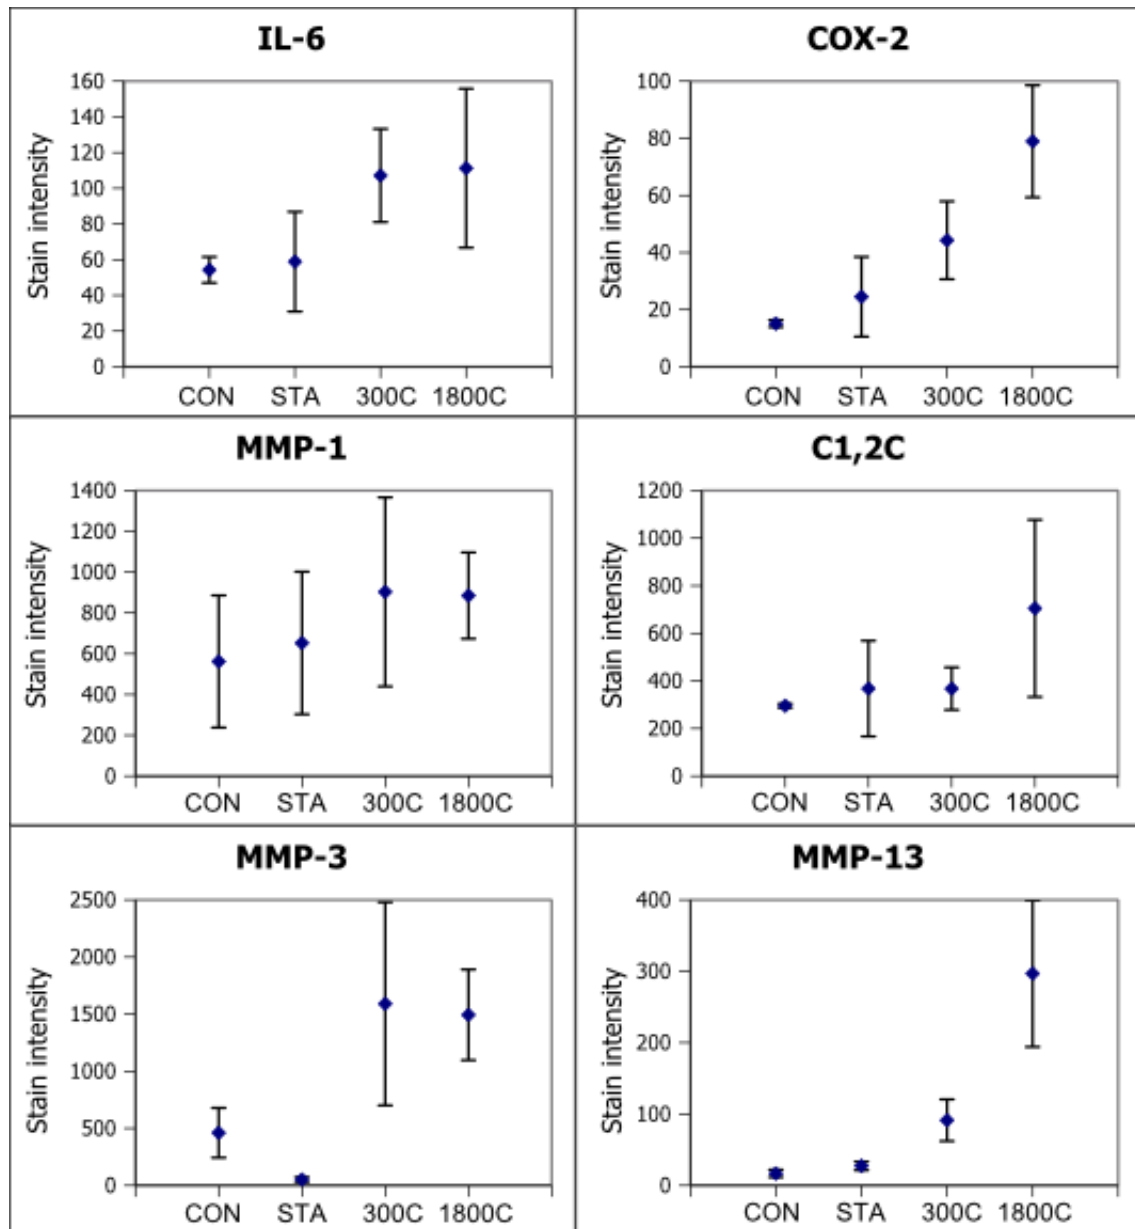 IL-6
Stain intensity
160
140
120
100
80
60
40
20
0
CON STA 300C 1800C
COX-2
Stain intensity
100
80
60
40
20
0
CON STA 300C 1800C
MMP-1
Stain intensity
1400
1200
1000
800
600
400
200
0
CON STA 300C 1800C
C1,2C
Stain intensity
1200
1000
800
600
400
200
0
CON STA 300C 1800C
MMP-3
Stain intensity
2500
2000
1500
1000
500
0
CON STA 300C 1800C
MMP-13
Stain intensity
400
300
200
100
0
CON STA 300C 1800C